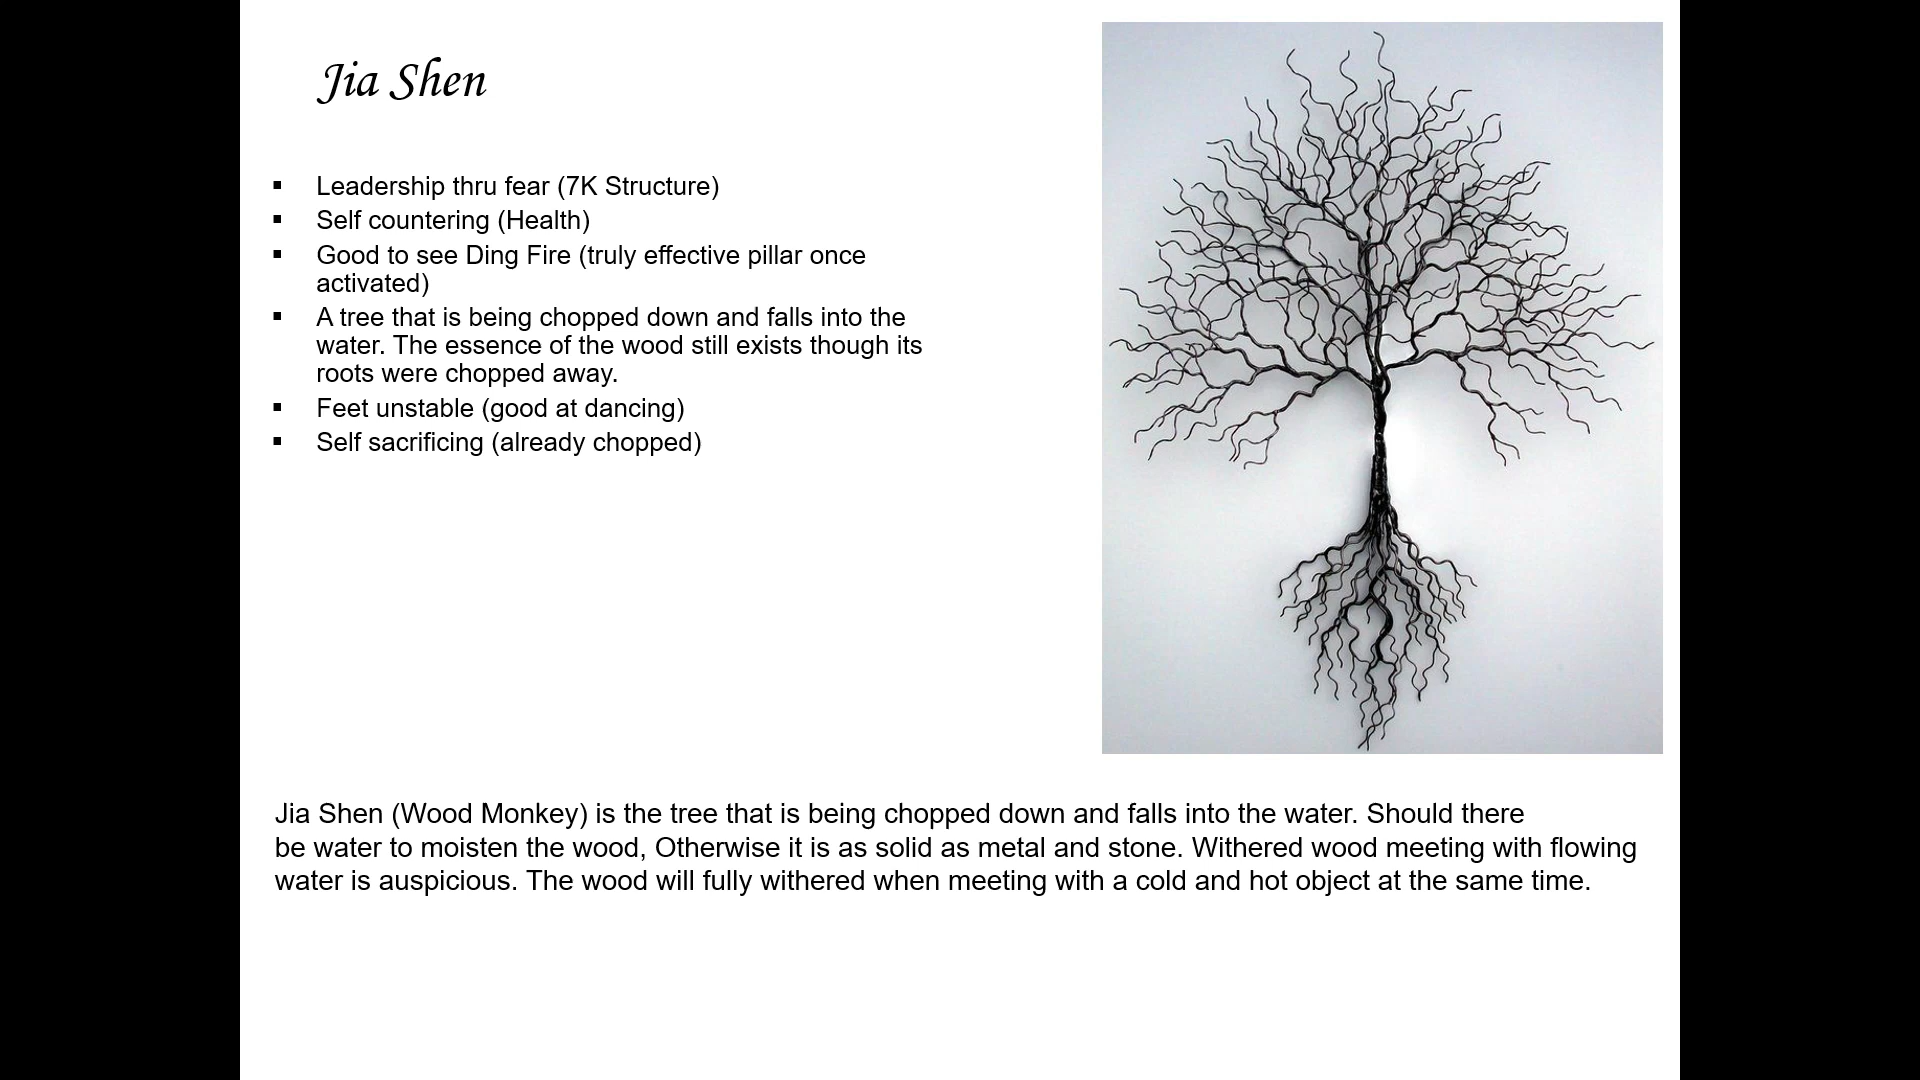 Jia Shen
▪ Leadership thru fear (7K Structure)
▪ Self countering (Health)
▪ Good to see Ding Fire (truly effective pillar once
activated)
▪ A tree that is being chopped down and falls into the
water. The essence of the wood still exists though its
roots were chopped away.
▪ Feet unstable (good at dancing)
▪ Self sacrificing (already chopped)
Jia Shen (Wood Monkey) is the tree that is being chopped down and falls into the water. Should there
be water to moisten the wood, Otherwise it is as solid as metal and stone. Withered wood meeting with flowing
water is auspicious. The wood will fully withered when meeting with a cold and hot object at the same time.